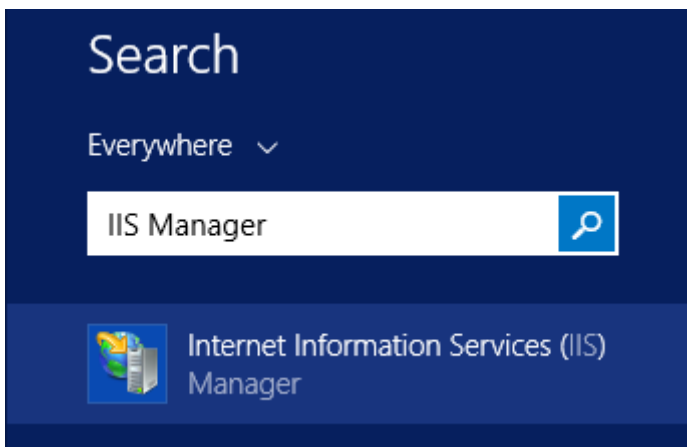 Search
Everywhere
IIS Manager
Internet Information Services (IIS)
Manager